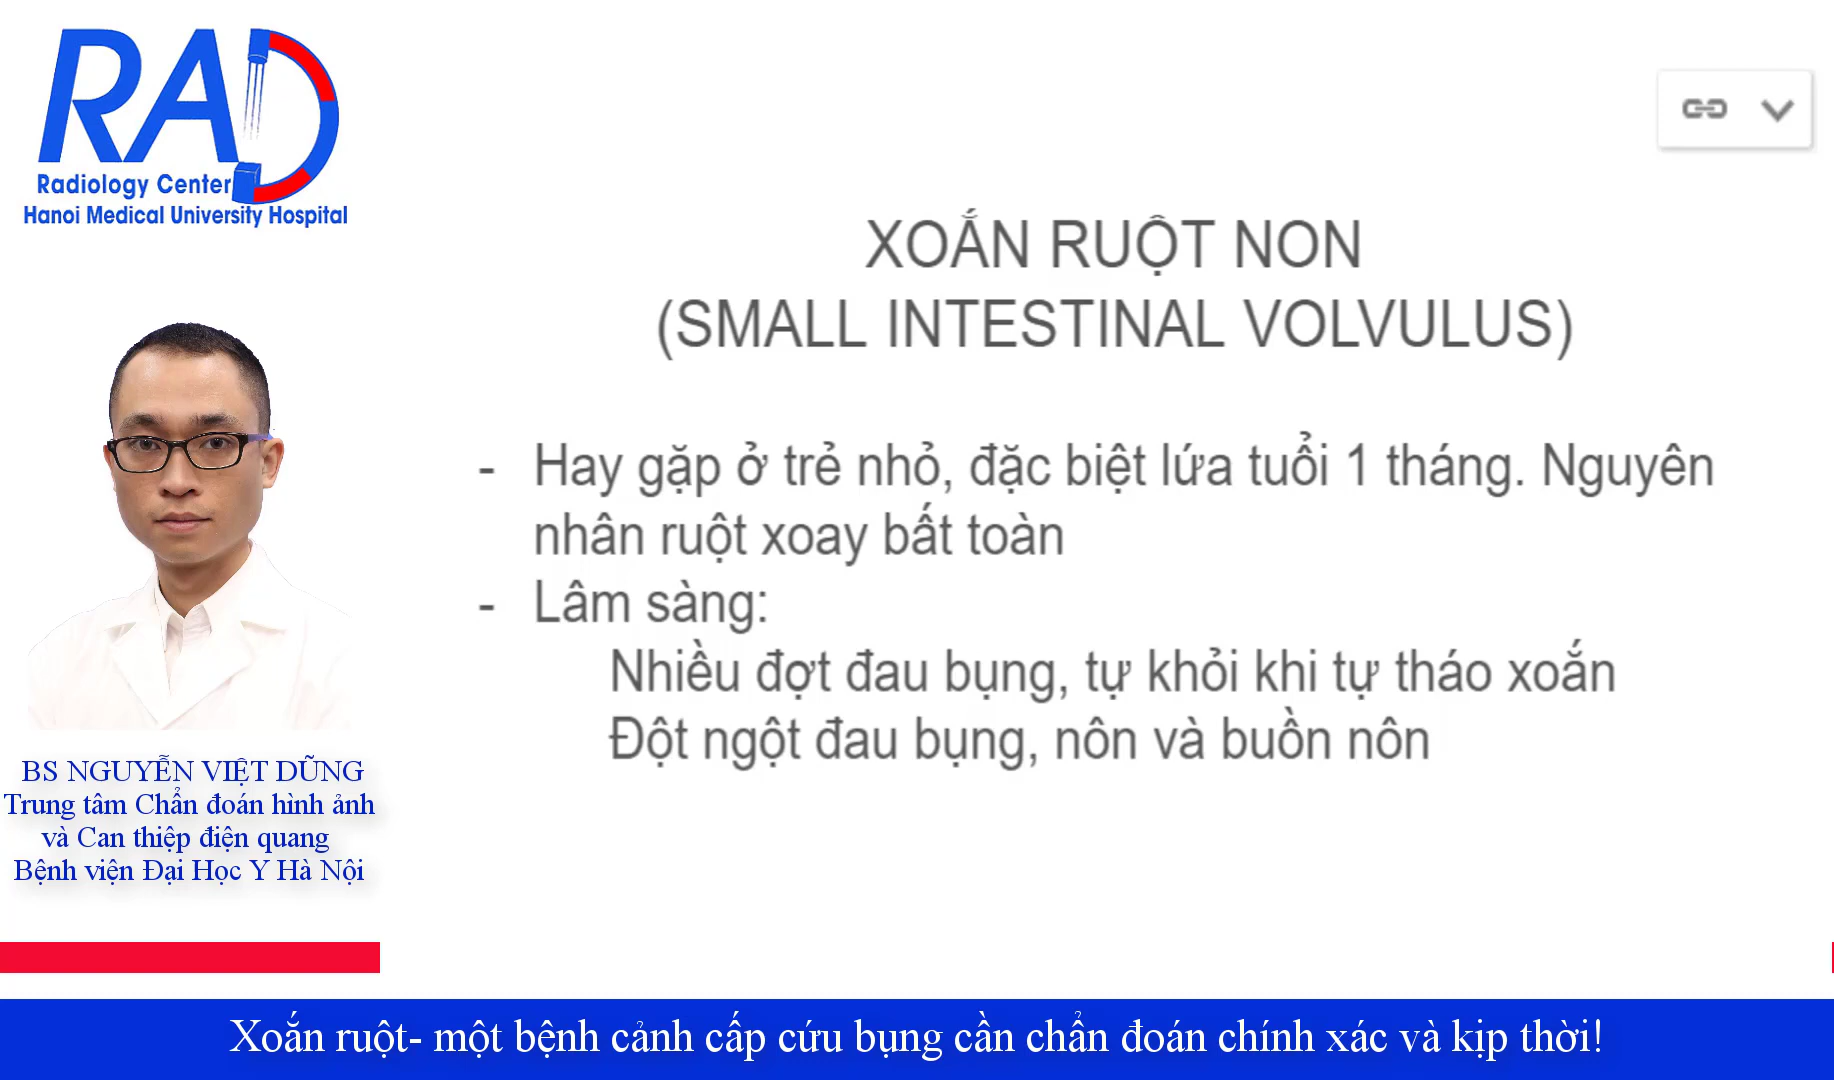 RAD
Radiology Center
Hanoi Medical University Hospital
XOẮN RUỘT NON
(SMALL INTESTINAL VOLVULUS)
- Hay gặp ở trẻ nhỏ, đặc biệt lứa tuổi 1 tháng. Nguyên
nhân ruột xoay bất toàn
- Lâm sàng:
Nhiều đợt đau bụng, tự khỏi khi tự tháo xoắn
Đột ngột đau bụng, nôn và buồn nôn
BS NGUYỄN VIỆT DŨNG
Trung tâm Chẩn đoán hình ảnh
và Can thiệp điện quang
Bệnh viện Đại Học Y Hà Nội
Xoắn ruột- một bệnh cảnh cấp cứu bụng cần chẩn đoán chính xác và kịp thời!